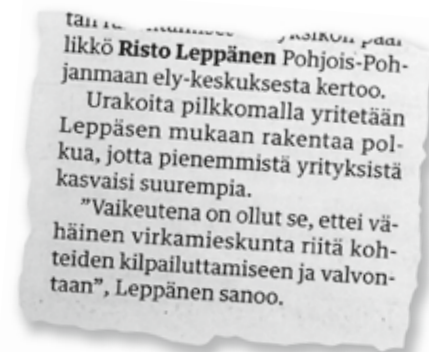 likkö Risto Leppänen Pohjois-Poh-
janmaan ely-keskuksesta kertoo.
Urakoita pilkkomalla yritetään
Leppäsen mukaan rakentaa pol-
kua, jotta pienemmistä yrityksistä
kasvaisi suurempia.
”Vaikeutena on ollut se, ettei vä-
häinen virkamieskunta riitä koh-
teiden kilpailuttamiseen ja valvon-
taan”, Leppänen sanoo.